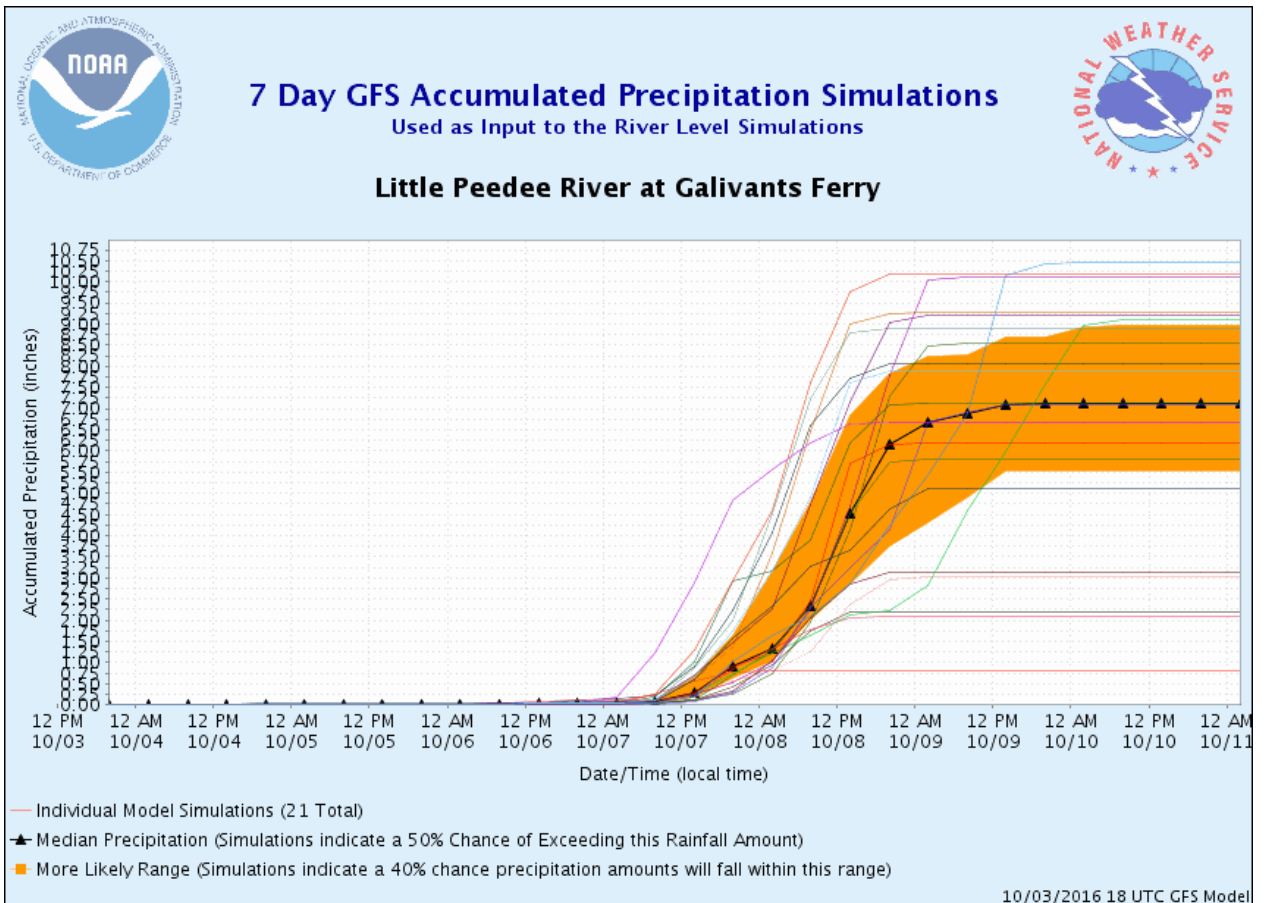 NATIONAL OCEANIC AND ATMOSPHERIC ADMINISTRATION
NOAA
U.S. DEPARTMENT OF COMMERCE
7 Day GFS Accumulated Precipitation Simulations
Used as Input to the River Level Simulations
NATIONAL WEATHER SERVICE
Little Peedee River at Galivants Ferry
Accumulated Precipitation (inches)
10.75
10.50
10.25
10.00
9.75
9.50
9.25
9.00
8.75
8.50
8.25
8.00
7.75
7.50
7.25
7.00
6.75
6.50
6.25
6.00
5.75
5.50
5.25
5.00
4.75
4.50
4.25
4.00
3.75
3.50
3.25
3.00
2.75
2.50
2.25
2.00
1.75
1.50
1.25
1.00
0.75
0.50
0.25
0.00
12 PM 12 AM 12 PM 12 AM 12 PM 12 AM 12 PM 12 AM 12 PM 12 AM 12 PM 12 AM 12 PM 12 AM 12 PM 12 AM
10/03 10/04 10/04 10/05 10/05 10/06 10/06 10/07 10/07 10/08 10/08 10/09 10/09 10/10 10/10 10/11
Date/Time (local time)
Individual Model Simulations (21 Total)
Median Precipitation (Simulations indicate a 50% Chance of Exceeding this Rainfall Amount)
More Likely Range (Simulations indicate a 40% chance precipitation amounts will fall within this range)
10/03/2016 18 UTC GFS Model